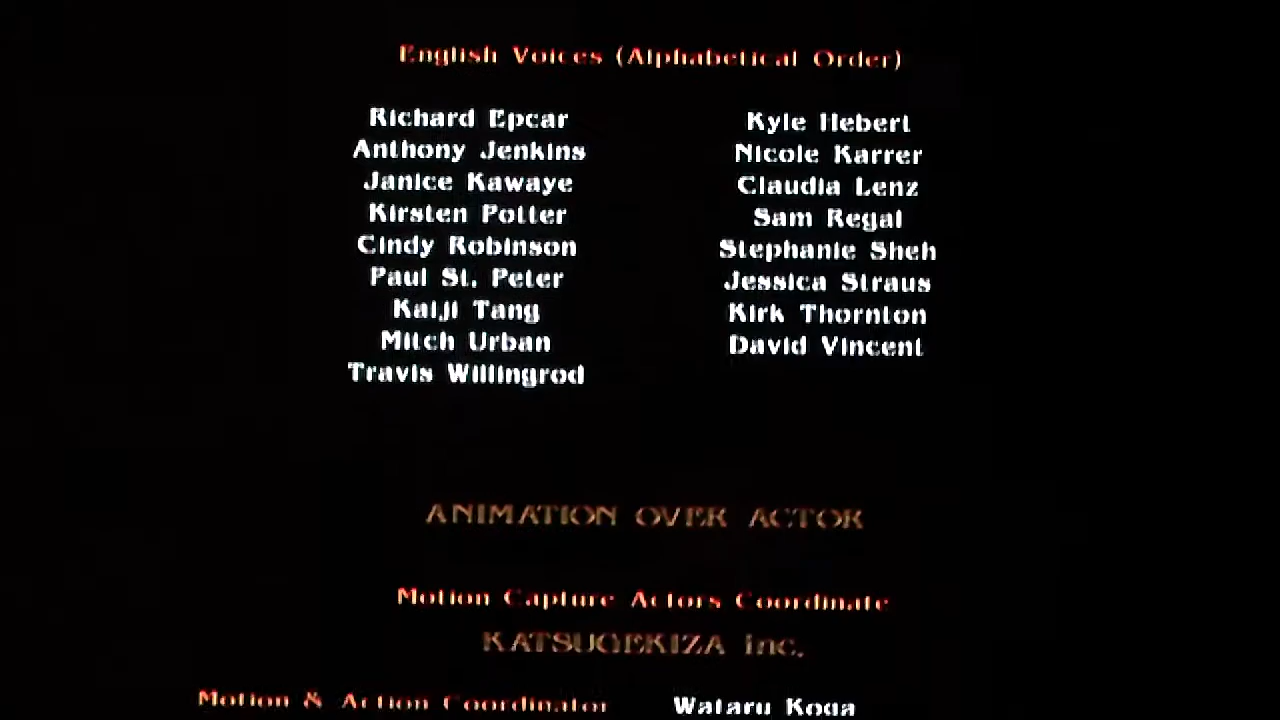 English Voices (Alphabetical Order)
Richard Epcar
Kyle Hebert
Anthony Jenkins
Nicole Karrer
Janice Kawaye
Claudia Lenz
Kirsten Potter
Sam Regal
Cindy Robinson
Stephanie Sheh
Paul St. Peter
Jessica Straus
Kaiji Tang
Kirk Thornton
Mitch Urban
David Vincent
Travis Willingrod
ANIMATION OVER ACTOR
Motion Capture Actors Coordinate
KATSUGEKIZA Inc.
Motion & Action Coordinator Wataru Koga